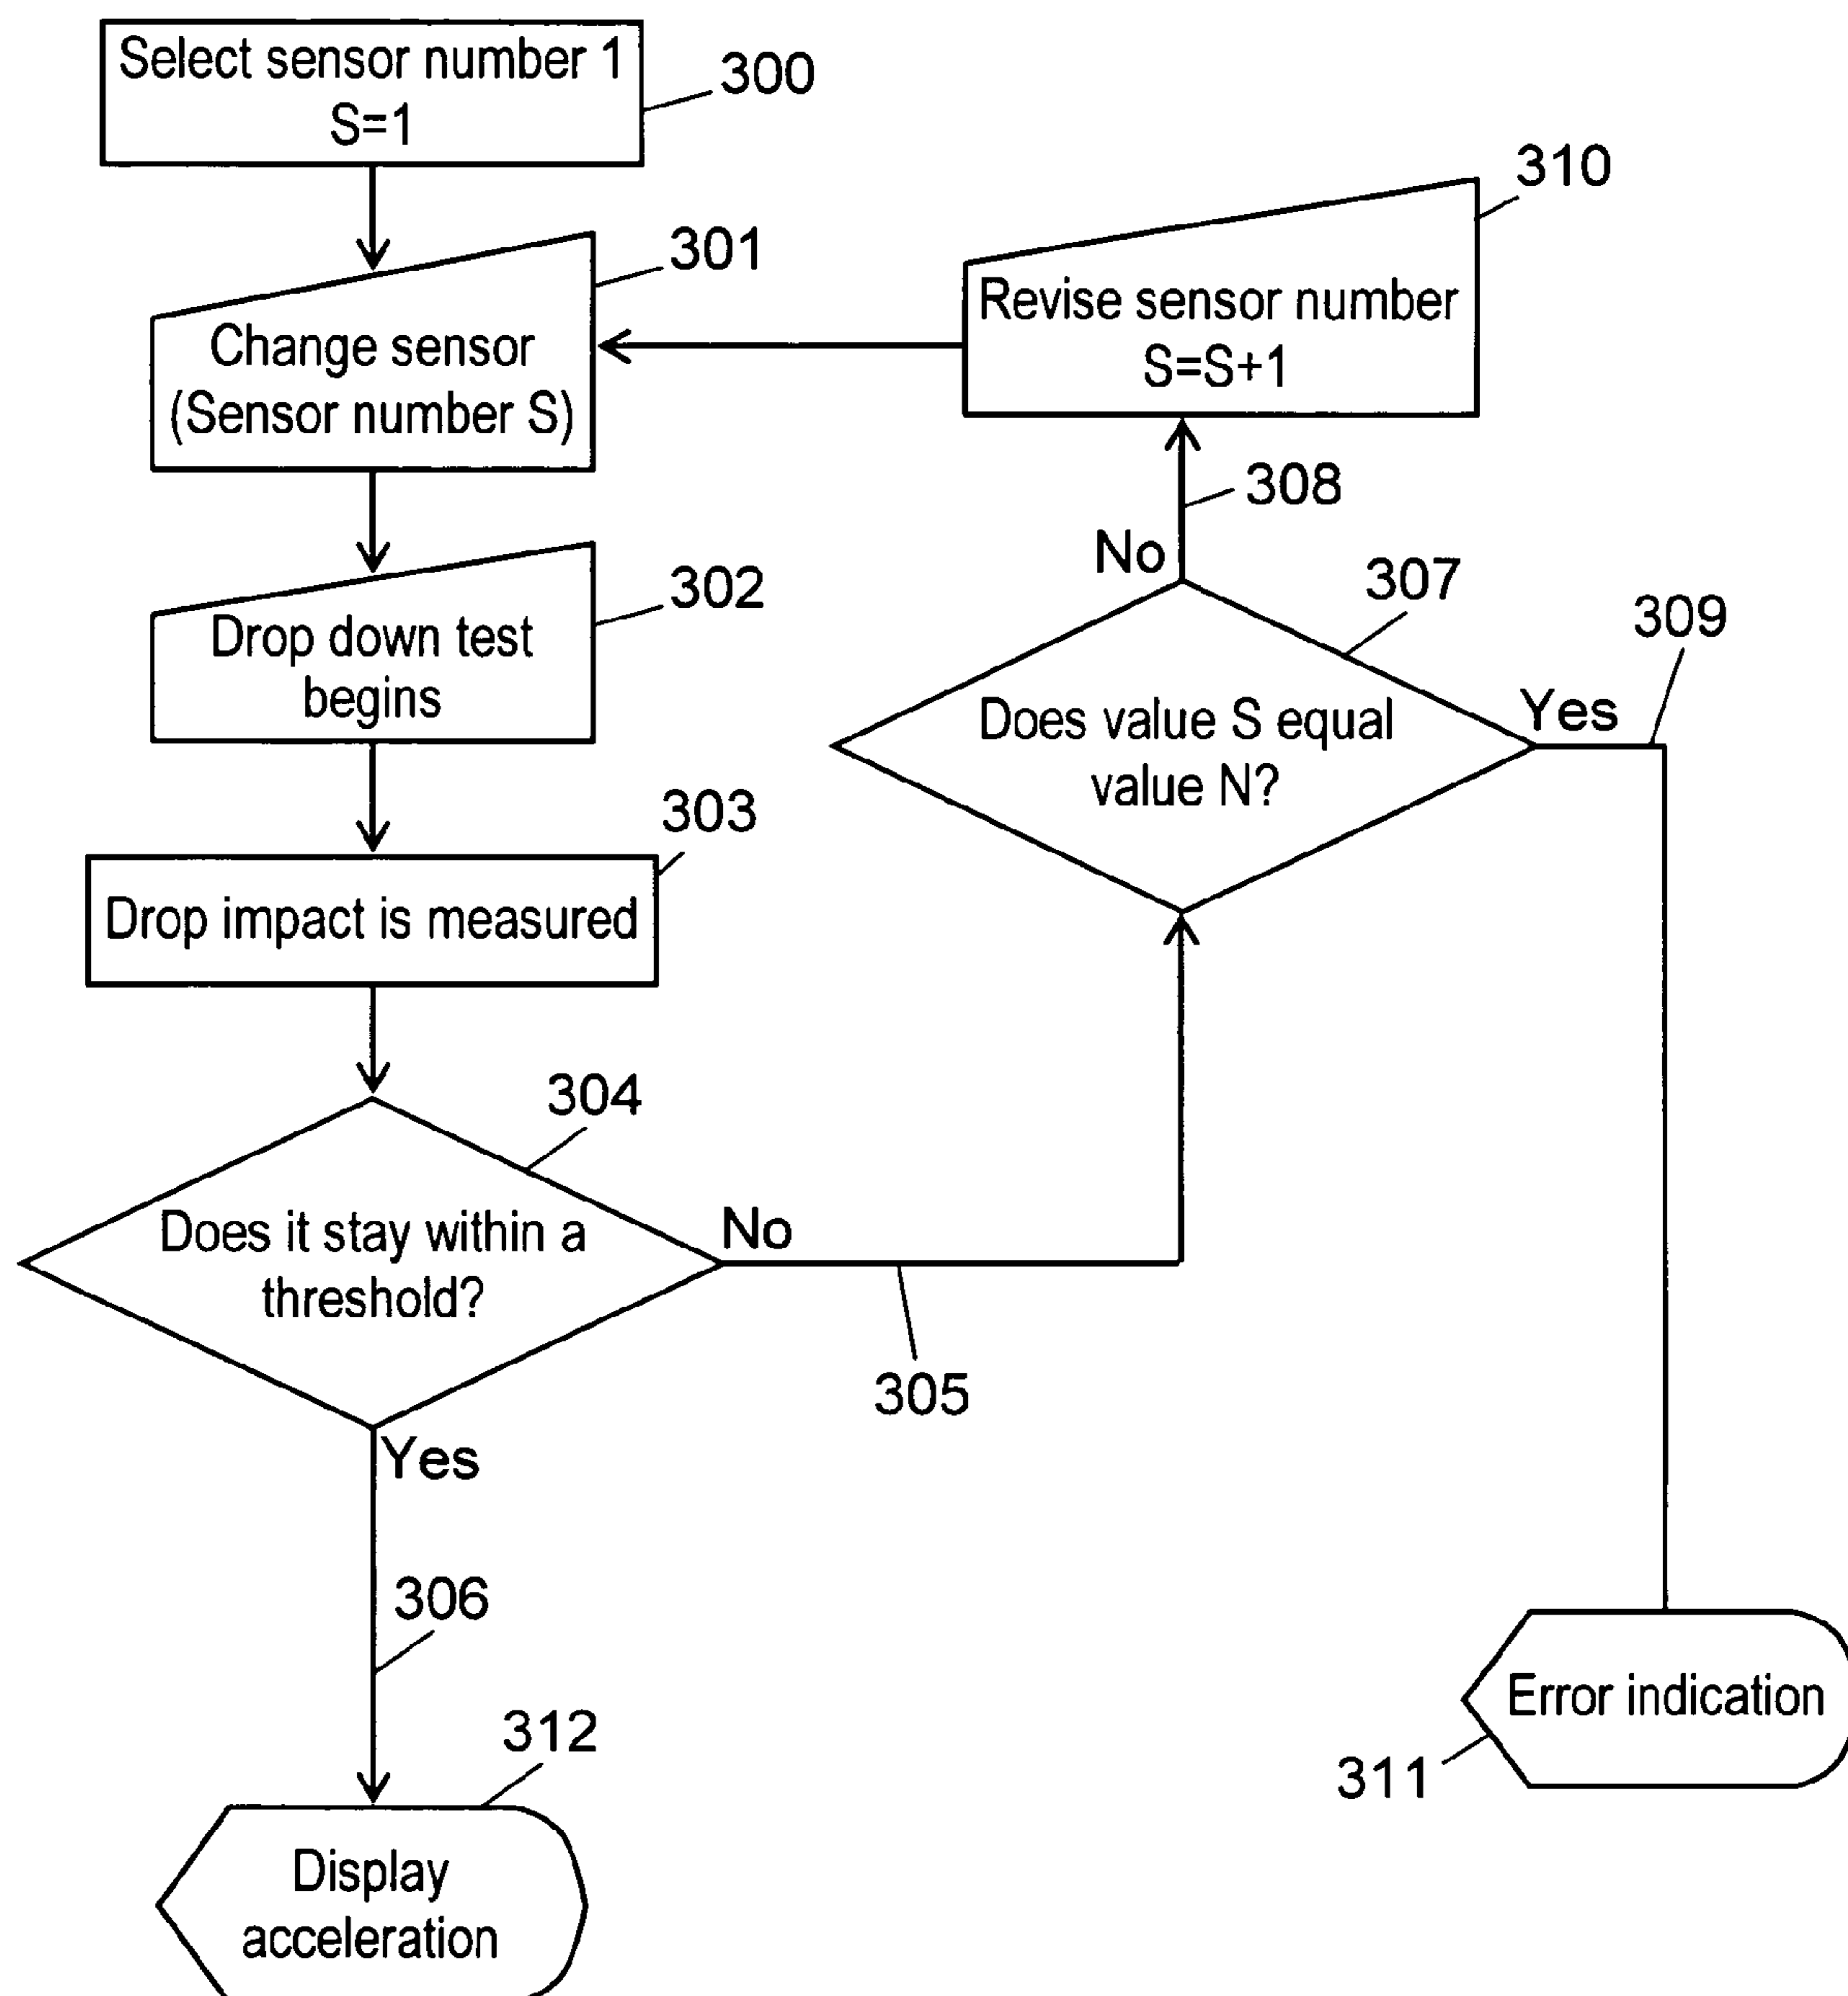 Select sensor number 1
S=1
300
310
301
Revise sensor number
S=S+1
Change sensor
(Sensor number S)
308
No
307
302
309
Drop down test
begins
Does value S equal
value N?
Yes
303
Drop impact is measured
304
Does it stay within a
threshold?
No
305
Yes
306
312
Error indication
311
Display
acceleration